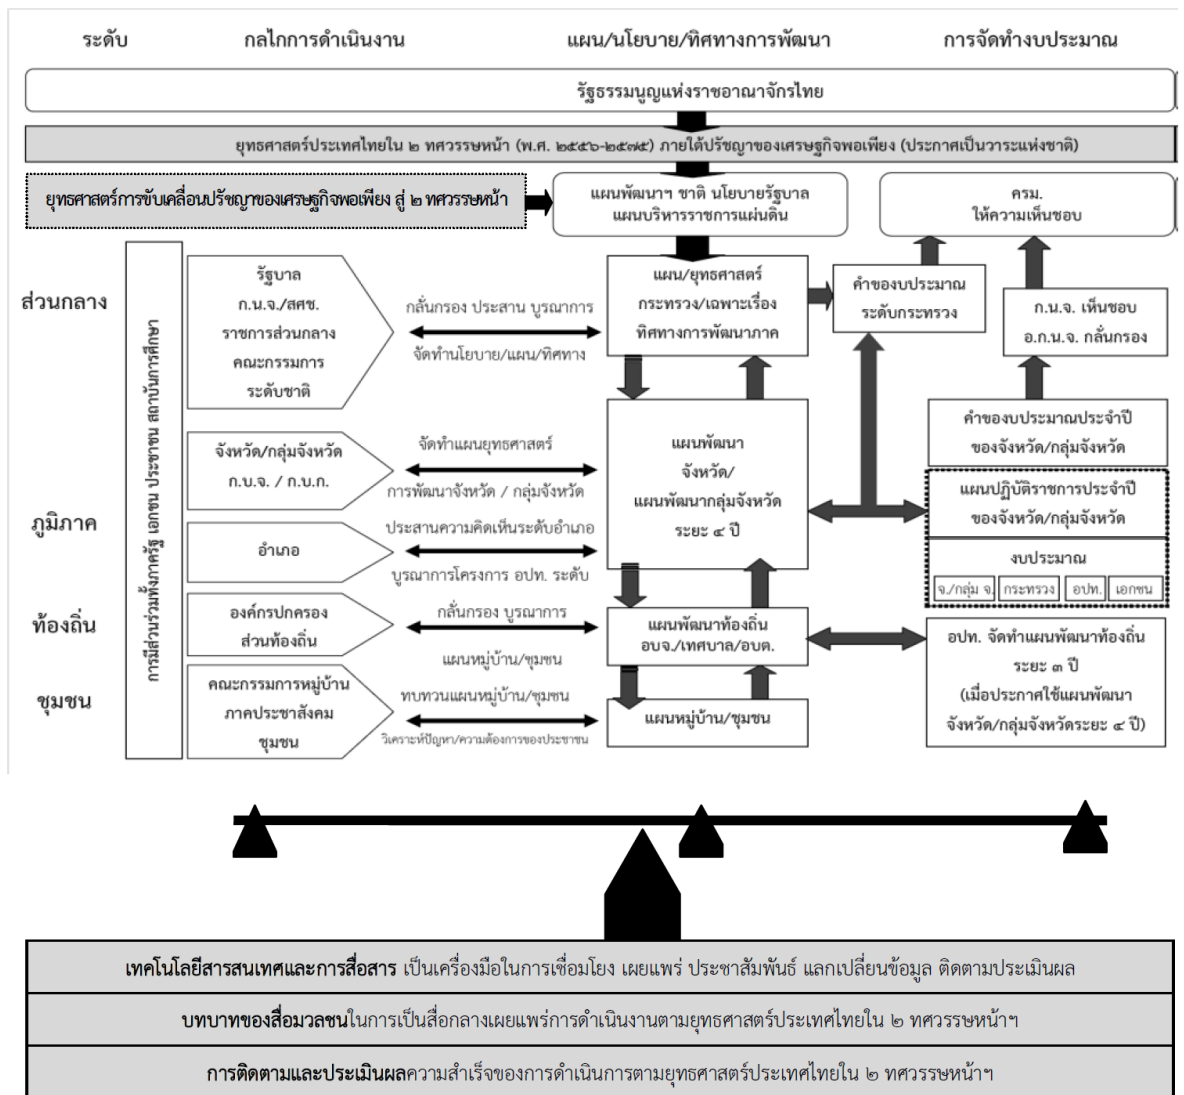 ระดับ
กลไกการดำเนินงาน
แผน/นโยบาย/ทิศทางการพัฒนา
การจัดทำงบประมาณ
รัฐธรรมนูญแห่งราชอาณาจักรไทย
ยุทธศาสตร์ประเทศไทยใน ๒ ทศวรรษหน้า (พ.ศ. ๒๕๕๖-๒๕๗๕) ภายใต้ปรัชญาของเศรษฐกิจพอเพียง (ประกาศเป็นวาระแห่งชาติ)
ยุทธศาสตร์การขับเคลื่อนปรัชญาของเศรษฐกิจพอเพียง สู่ ๒ ทศวรรษหน้า
แผนพัฒนาฯ ชาติ นโยบายรัฐบาล
แผนบริหารราชการแผ่นดิน
ครม.
ให้ความเห็นชอบ
ส่วนกลาง
ภูมิภาค
ท้องถิ่น
ชุมชน
การมีส่วนร่วมทั้งภาครัฐ เอกชน ประชาชน สถาบันการศึกษา
รัฐบาล
ก.น.จ./สศช.
ราชการส่วนกลาง
คณะกรรมการ
ระดับชาติ
กลั่นกรอง ประสาน บูรณาการ
จัดทำนโยบาย/แผน/ทิศทาง
แผน/ยุทธศาสตร์
กระทรวง/เฉพาะเรื่อง
ทิศทางการพัฒนาภาค
คำของบประมาณ
ระดับกระทรวง
ก.น.จ. เห็นชอบ
อ.ก.น.จ. กลั่นกรอง
จังหวัด/กลุ่มจังหวัด
ก.บ.จ. / ก.บ.ก.
จัดทำแผนยุทธศาสตร์
การพัฒนาจังหวัด / กลุ่มจังหวัด
แผนพัฒนา
จังหวัด/
แผนพัฒนากลุ่มจังหวัด
ระยะ ๔ ปี
คำของบประมาณประจำปี
ของจังหวัด/กลุ่มจังหวัด
แผนปฏิบัติราชการประจำปี
ของจังหวัด/กลุ่มจังหวัด
งบประมาณ
จ./กลุ่ม จ. กระทรวง อปท. เอกชน
อำเภอ
ประสานความคิดเห็นระดับอำเภอ
บูรณาการโครงการ อปท. ระดับ
องค์กรปกครอง
ส่วนท้องถิ่น
กลั่นกรอง บูรณาการ
แผนหมู่บ้าน/ชุมชน
แผนพัฒนาท้องถิ่น
อบจ./เทศบาล/อบต.
อปท. จัดทำแผนพัฒนาท้องถิ่น
ระยะ ๓ ปี
(เมื่อประกาศใช้แผนพัฒนา
จังหวัด/กลุ่มจังหวัดระยะ ๔ ปี)
คณะกรรมการหมู่บ้าน
ภาคประชาสังคม
ชุมชน
ทบทวนแผนหมู่บ้าน/ชุมชน
วิเคราะห์ปัญหา/ความต้องการของประชาชน
แผนหมู่บ้าน/ชุมชน
เทคโนโลยีสารสนเทศและการสื่อสาร เป็นเครื่องมือในการเชื่อมโยง เผยแพร่ ประชาสัมพันธ์ แลกเปลี่ยนข้อมูล ติดตามประเมินผล
บทบาทของสื่อมวลชนในการเป็นสื่อกลางเผยแพร่การดำเนินงานตามยุทธศาสตร์ประเทศไทยใน ๒ ทศวรรษหน้าฯ
การติดตามและประเมินผลความสำเร็จของการดำเนินการตามยุทธศาสตร์ประเทศไทยใน ๒ ทศวรรษหน้าฯ